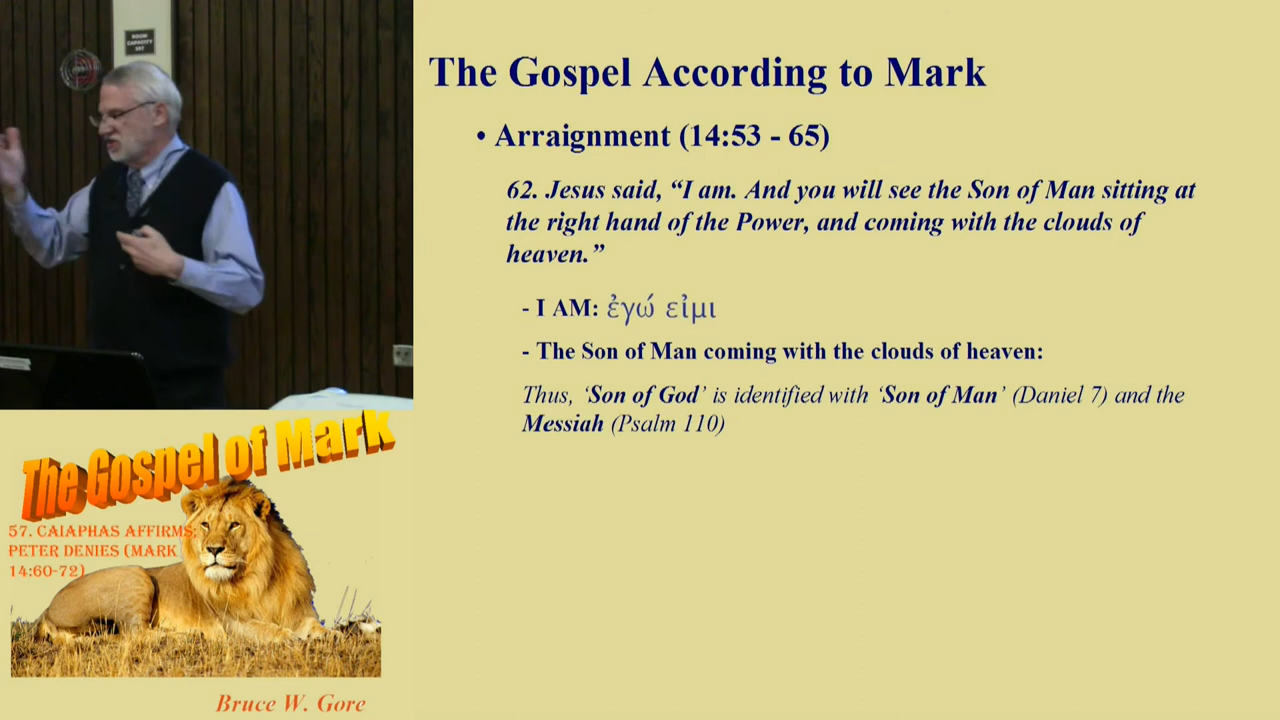 ROOM
CAPACITY
The Gospel According to Mark
• Arraignment (14:53 - 65)
62. Jesus said, “I am. And you will see the Son of Man sitting at
the right hand of the Power, and coming with the clouds of
heaven.”
- I AM: ἐγώ εἰμι
- The Son of Man coming with the clouds of heaven:
Thus, ‘Son of God’ is identified with ‘Son of Man’ (Daniel 7) and the
Messiah (Psalm 110)
The Gospel of Mark
57. CAIAPHAS AFFIRMS;
PETER DENIES (MARK
14:60-72)
Bruce W. Gore